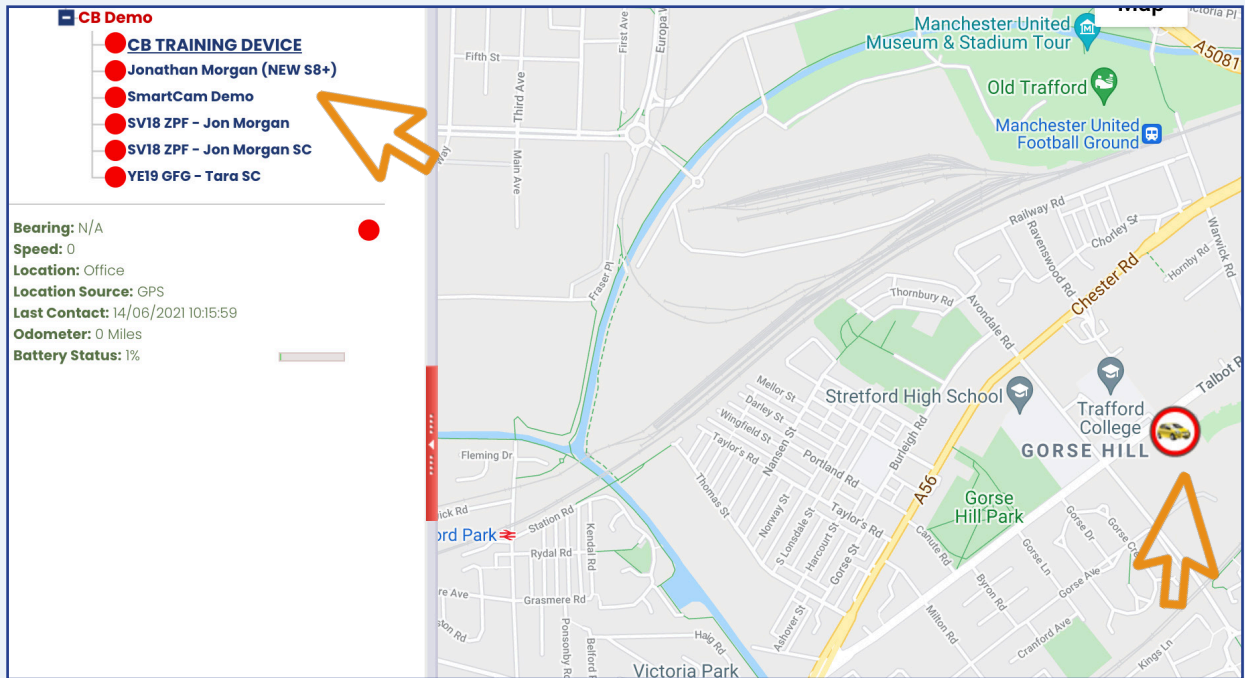 CB Demo
CB TRAINING DEVICE
Jonathan Morgan (NEW S8+)
SmartCam Demo
SV18 ZPF - Jon Morgan
SV18 ZPF - Jon Morgan SC
YE19 GFG - Tara SC
Bearing: N/A
Speed: 0
Location: Office
Location Source: GPS
Last Contact: 14/06/2021 10:15:59
Odometer: 0 Miles
Battery Status: 1%
Map
Manchester United
Museum & Stadium Tour
A5081
Fifth St
First Ave
Europa W
Third Ave
Main Ave
Old Trafford
Manchester United
Football Ground
Railway Rd
Ravenswood Rd
Chorley St
Warwick Rd
Hornby Rd
Chester Rd
Fraser Pl
Thornbury Rd
Avondale Rd
Talbot R
Mellor St
Darley St
Wingfield St
Taylor's Rd
Nansen St
Portland Rd
Burleigh Rd
Stretford High School
Trafford
College
GORSE HILL
Fleming Dr
Thomas St
Norway St
S Lonsdale St
Harcourt St
Gorse St
Taylor's Rd
A56
Gorse
Hill Park
Gorse Dr
Gorse Cre
Gorse Ln
Gorse Ave
Canute Rd
Byron Rd
Milton Rd
Cranford Ave
Kings Ln
ick Rd
Station Rd
ord Park
Rydal Rd
Kendal Rd
re Ave
Grasmere Rd
Ponsonby Rd
Belford
Haig Rd
Ashover St
Victoria Park